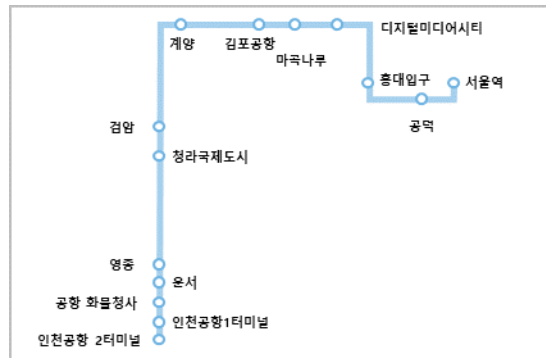 디지털미디어시티
계양
김포공항
마곡나루
홍대입구
서울역
공덕
검암
청라국제도시
영종
운서
공항 화물청사
인천공항1터미널
인천공항 2터미널